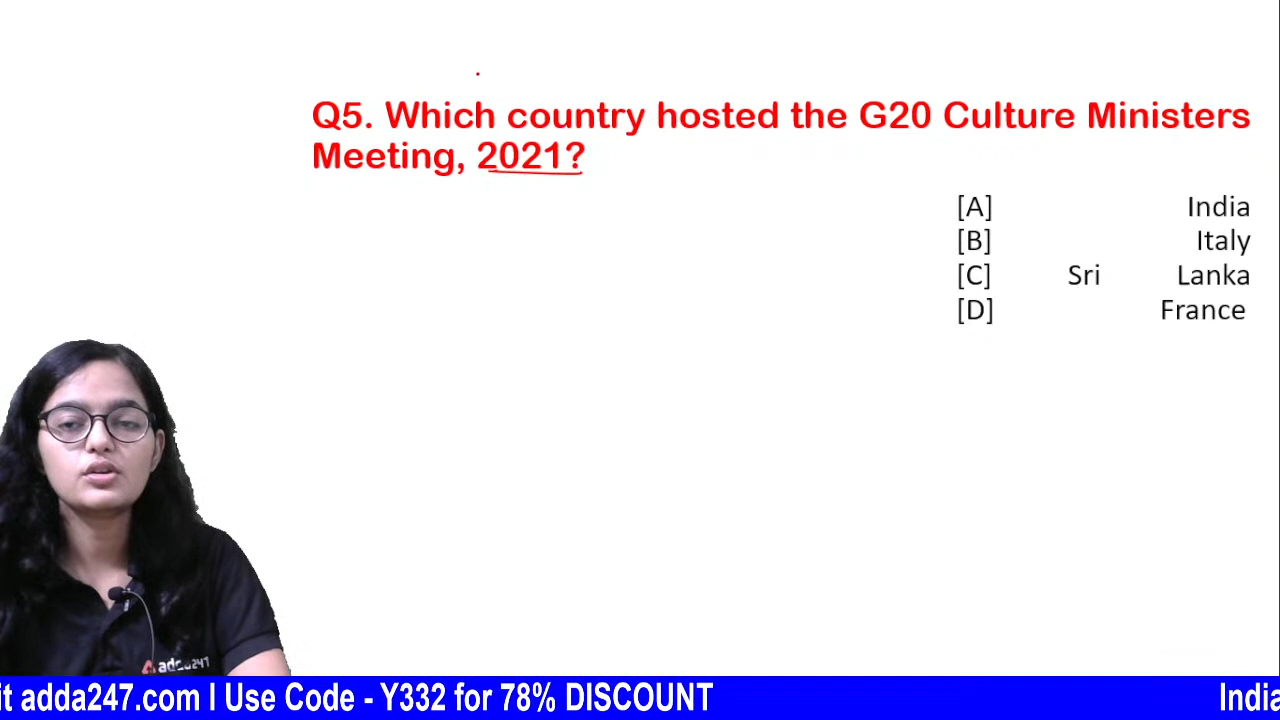 Q5. Which country hosted the G20 Culture Ministers
Meeting, 2021?
[A] India
[B] Italy
[C] Sri Lanka
[D] France
adda247
it adda247.com I Use Code - Y332 for 78% DISCOUNT
India